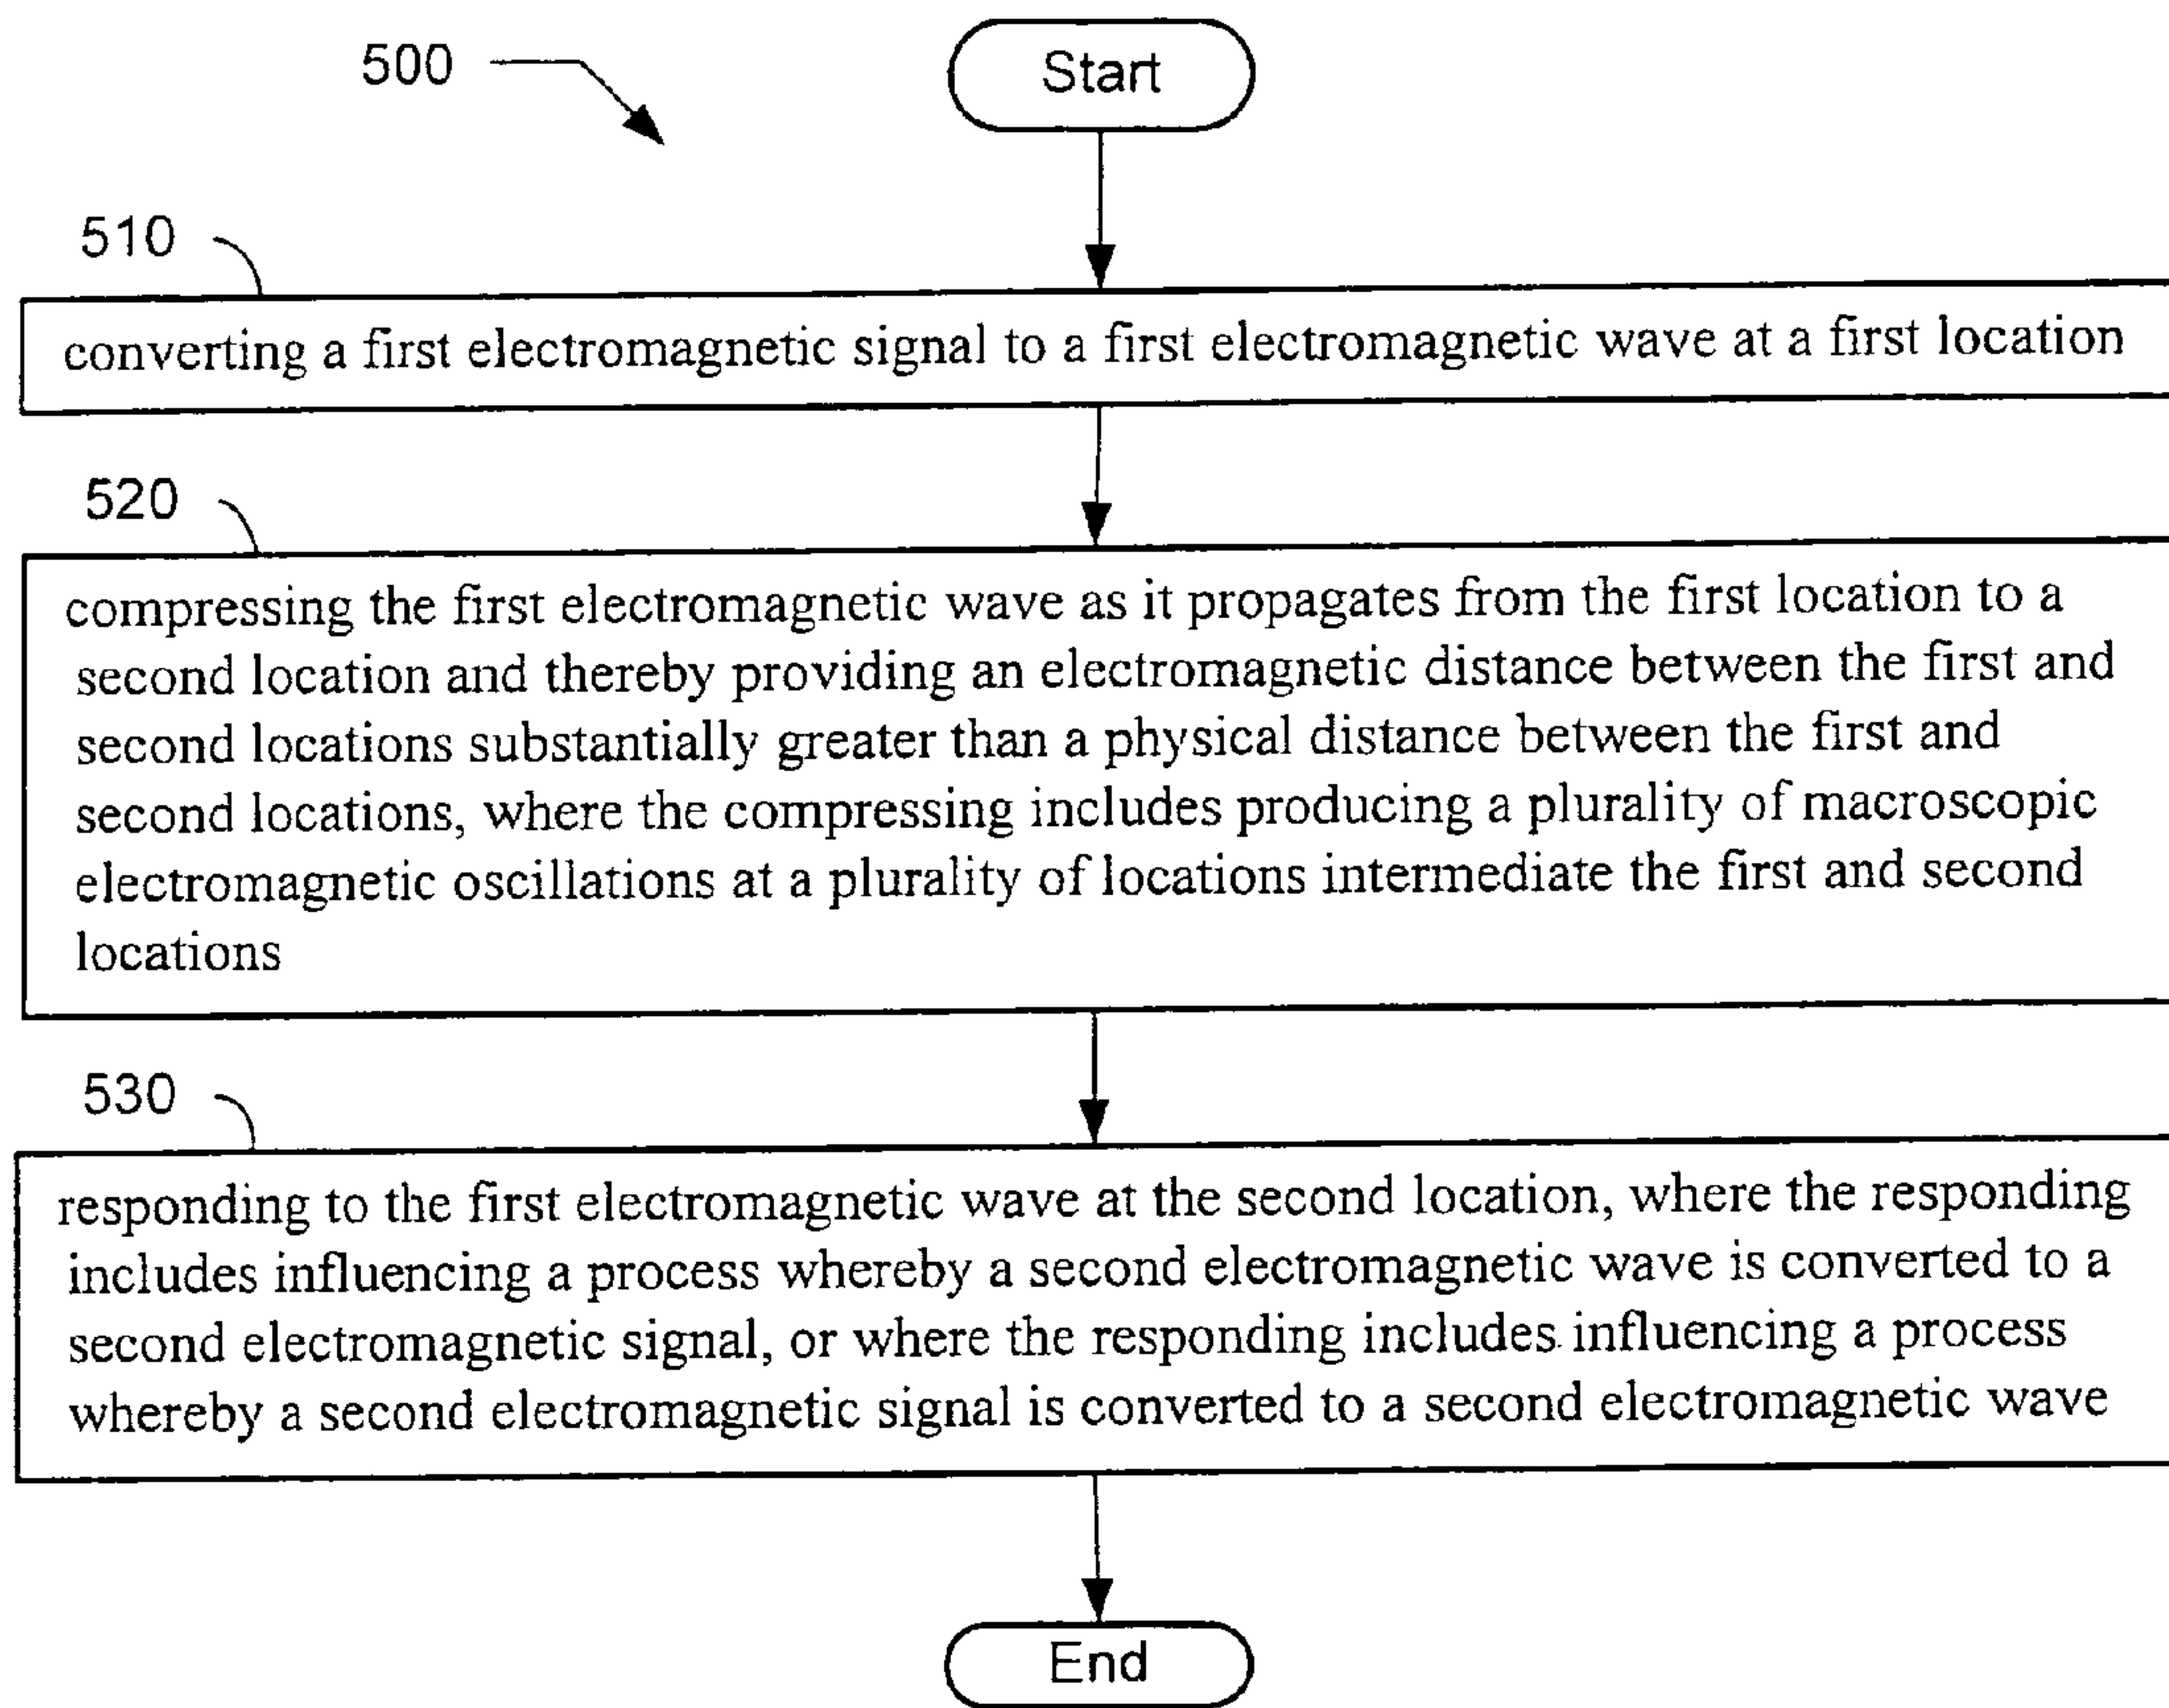 500
Start
510
converting a first electromagnetic signal to a first electromagnetic wave at a first location
520
compressing the first electromagnetic wave as it propagates from the first location to a
second location and thereby providing an electromagnetic distance between the first and
second locations substantially greater than a physical distance between the first and
second locations, where the compressing includes producing a plurality of macroscopic
electromagnetic oscillations at a plurality of locations intermediate the first and second
locations
530
responding to the first electromagnetic wave at the second location, where the responding
includes influencing a process whereby a second electromagnetic wave is converted to a
second electromagnetic signal, or where the responding includes influencing a process
whereby a second electromagnetic signal is converted to a second electromagnetic wave
End